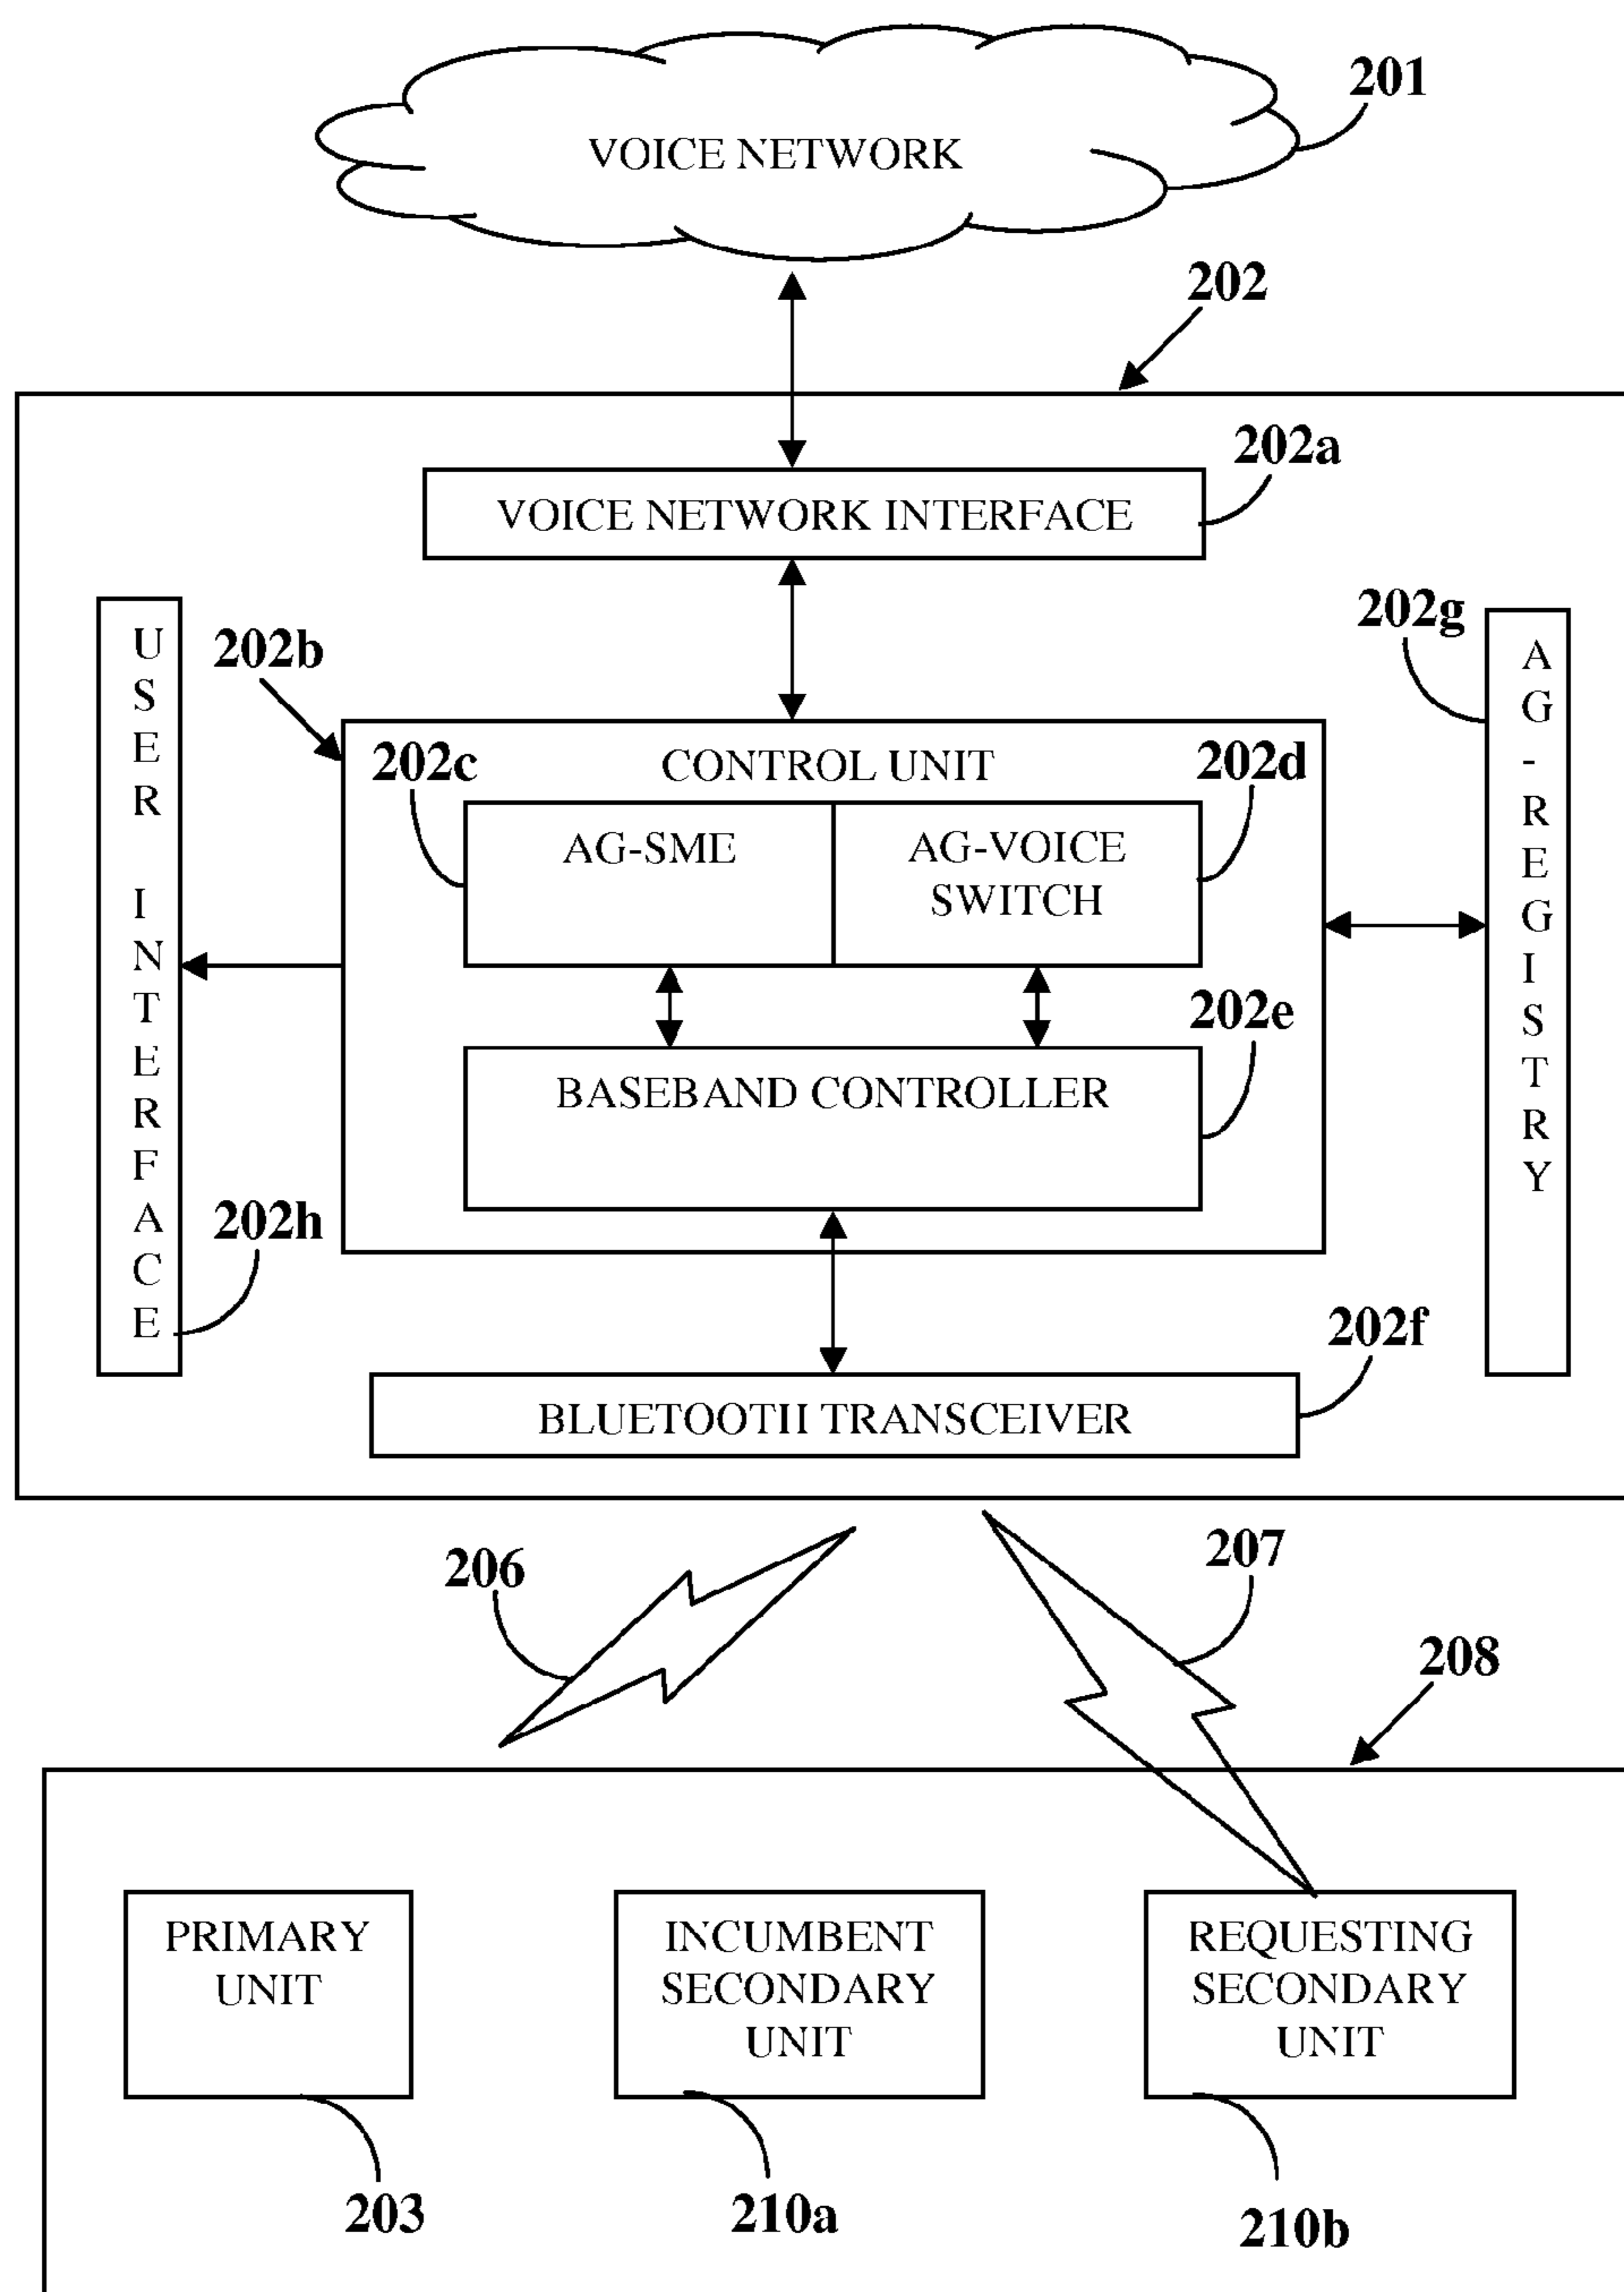 201
VOICE NETWORK
202
202a
VOICE NETWORK INTERFACE
202g
202b
USER INTERFACE
AG-REGISTRY
202c
CONTROL UNIT
202d
AG-SME
AG-VOICE
SWITCH
202e
BASEBAND CONTROLLER
202h
202f
BLUETOOTH TRANSCEIVER
206
207
208
PRIMARY
UNIT
INCUMBENT
SECONDARY
UNIT
REQUESTING
SECONDARY
UNIT
203
210a
210b